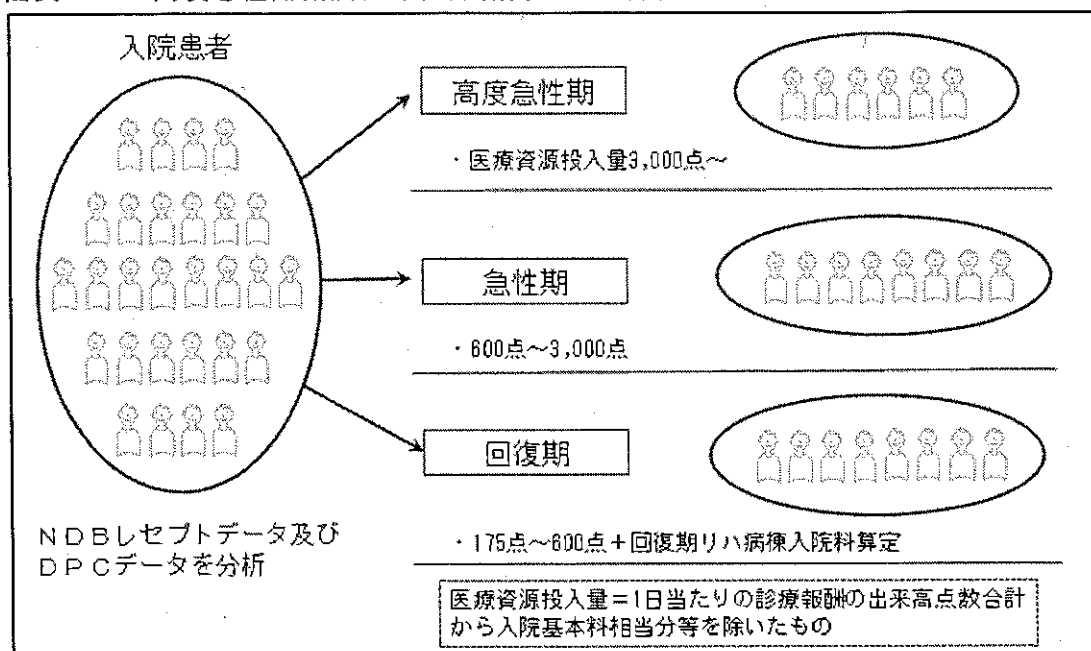 入院患者
高度急性期
・医療資源投入量3,000点～
急性期
・600点～3,000点
回復期
・175点～600点＋回復期リハ病棟入院料算定
ＮＤＢレセプトデータ及び
ＤＰＣデータを分析
医療資源投入量＝1日当たりの診療報酬の出来高点数合計
から入院基本料相当分等を除いたもの